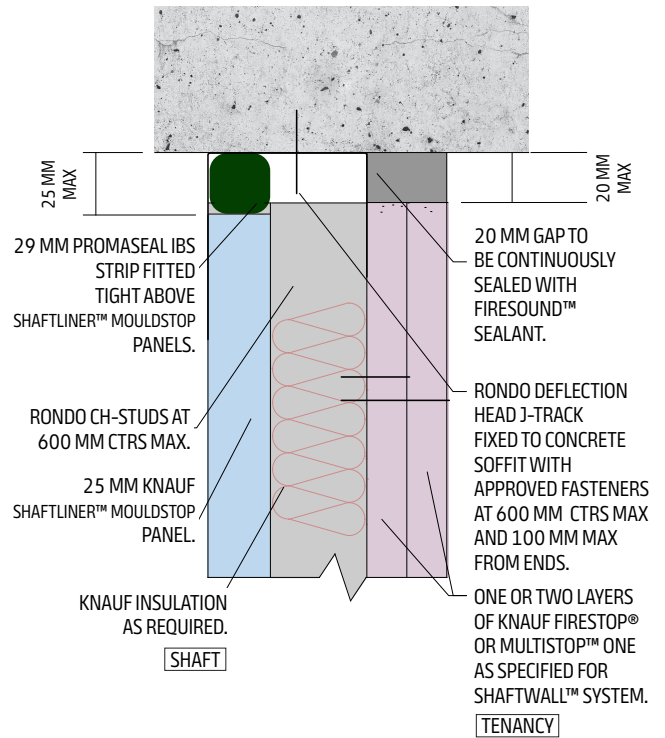 25 MM
MAX
20 MM
MAX
29 MM PROMASEAL IBS
STRIP FITTED
TIGHT ABOVE
SHAFTLINER™ MOULDSTOP
PANELS.
RONDO CH-STUDS AT
600 MM CTRS MAX.
25 MM KNAUF
SHAFTLINER™ MOULDSTOP
PANEL.
KNAUF INSULATION
AS REQUIRED.
SHAFT
20 MM GAP TO
BE CONTINUOUSLY
SEALED WITH
FIRESOUND™
SEALANT.
RONDO DEFLECTION
HEAD J-TRACK
FIXED TO CONCRETE
SOFFIT WITH
APPROVED FASTENERS
AT 600 MM CTRS MAX
AND 100 MM MAX
FROM ENDS.
ONE OR TWO LAYERS
OF KNAUF FIRESTOP®
OR MULTISTOP™ ONE
AS SPECIFIED FOR
SHAFTWALL™ SYSTEM.
TENANCY